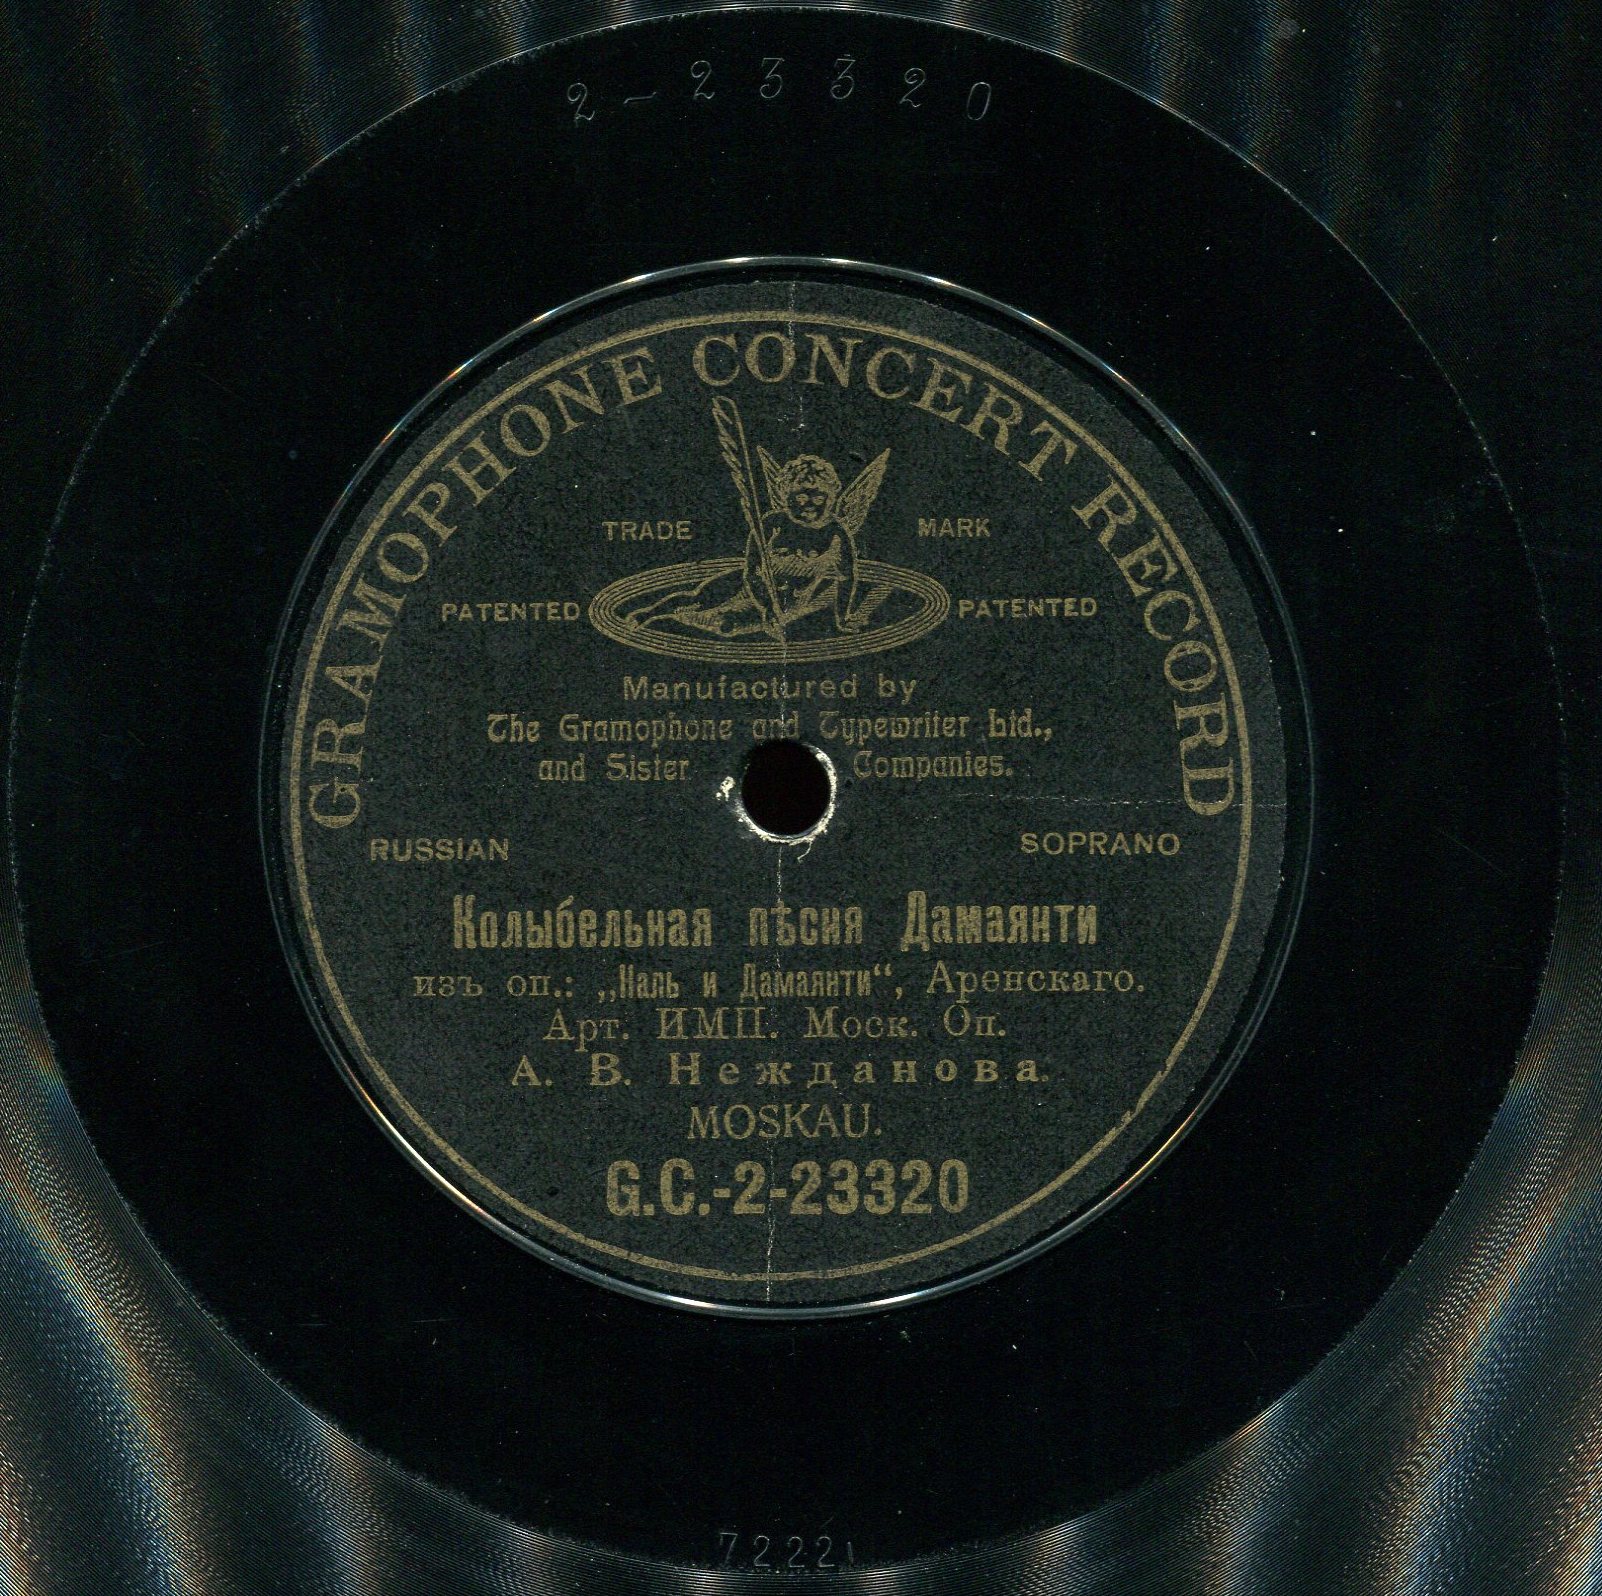 2-23320
GRAMOPHONE CONCERT RECORD
TRADE MARK
PATENTED PATENTED
Manufactured by
The Gramophone and Typewriter Ltd.,
and Sister Companies.
RUSSIAN SOPRANO
Колыбельная пѣсня Дамаянти
изъ оп.: „Наль и Дамаянти“, Аренскаго.
Арт. ИМП. Моск. Оп.
А. В. Нежданова.
MOSKAU.
G.C.-2-23320
7222l